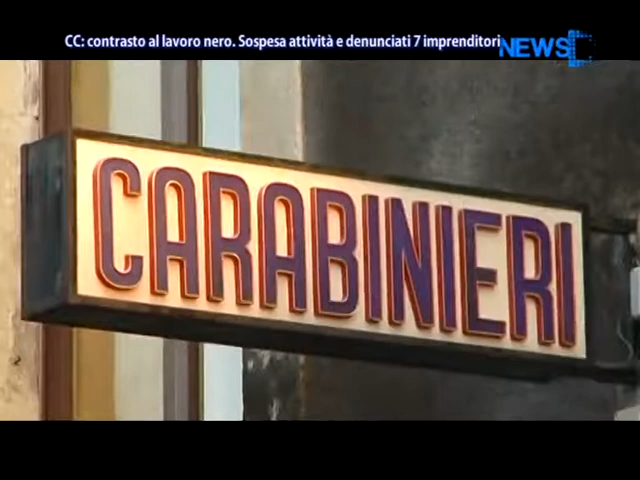 CC: contrasto al lavoro nero. Sospesa attività e denunciati 7 imprenditori
NEWS
CARABINIERI